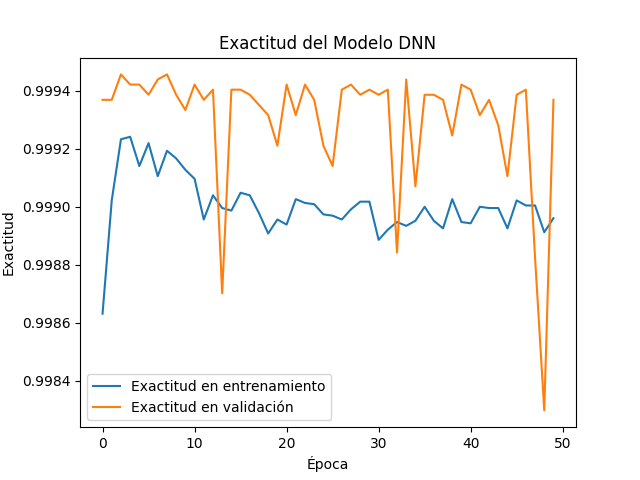 Exactitud del Modelo DNN
Exactitud
0.9994
0.9992
0.9990
0.9988
0.9986
0.9984
Exactitud en entrenamiento
Exactitud en validación
0 10 20 30 40 50
Época